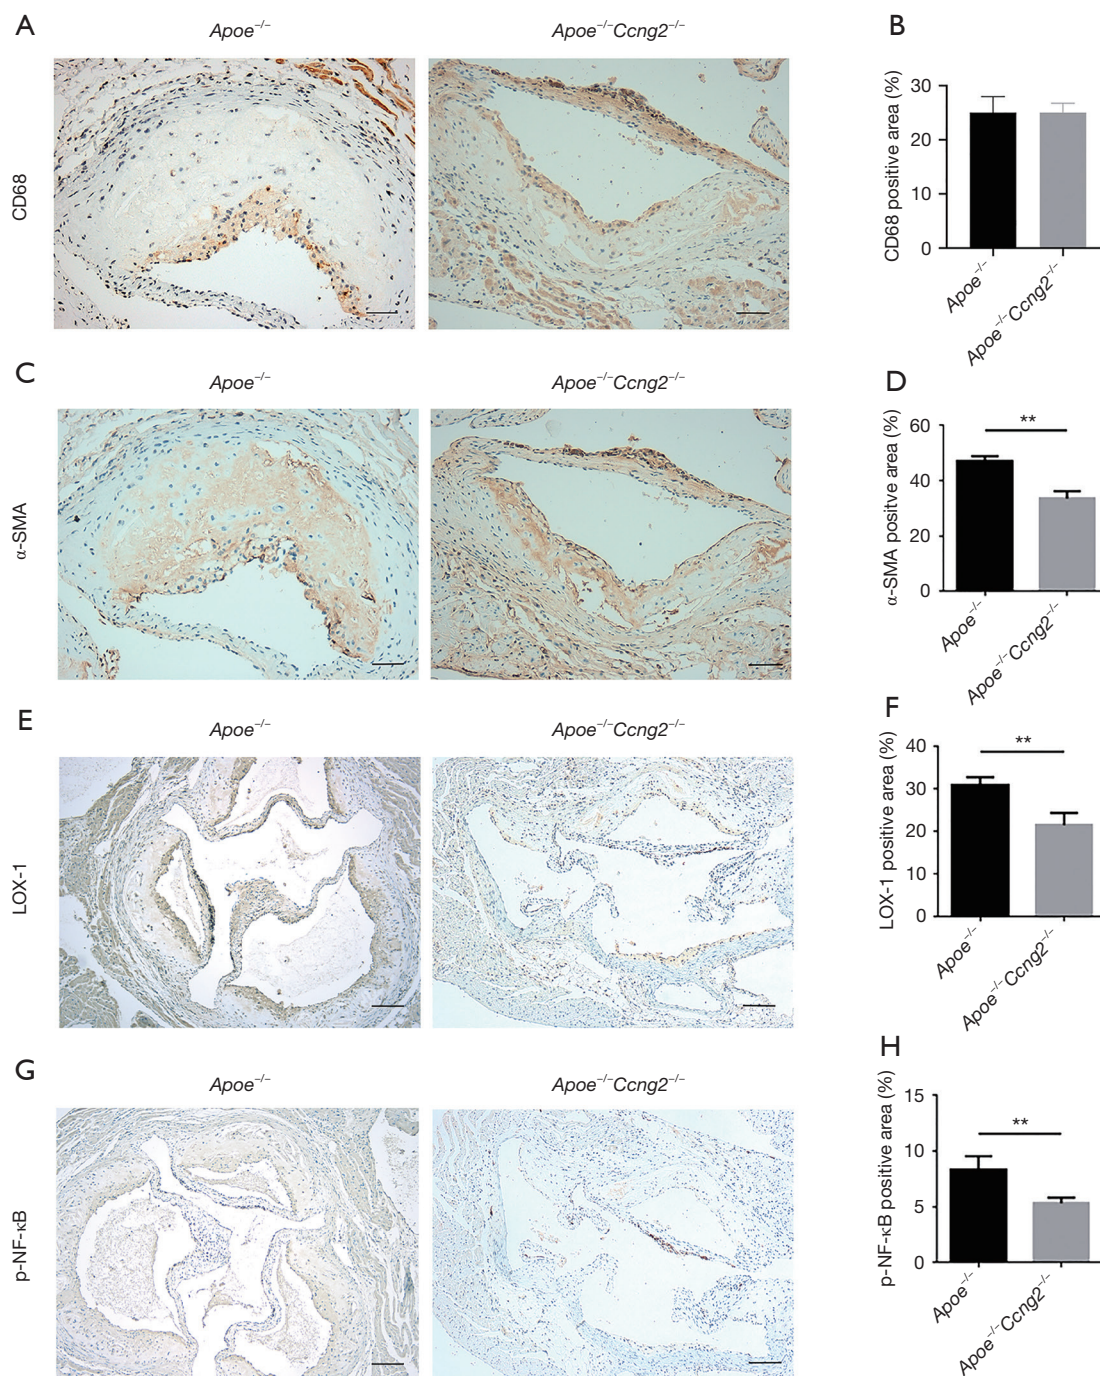 A
Apoe⁻/⁻
Apoe⁻/⁻Ccng2⁻/⁻
CD68
B
CD68 positive area (%)
30
20
10
0
Apoe⁻/⁻
Apoe⁻/⁻Ccng2⁻/⁻
C
Apoe⁻/⁻
Apoe⁻/⁻Ccng2⁻/⁻
α-SMA
D
α-SMA positive area (%)
60
40
20
0
**
Apoe⁻/⁻
Apoe⁻/⁻Ccng2⁻/⁻
E
Apoe⁻/⁻
Apoe⁻/⁻Ccng2⁻/⁻
LOX-1
F
LOX-1 positive area (%)
40
30
20
10
0
**
Apoe⁻/⁻
Apoe⁻/⁻Ccng2⁻/⁻
G
Apoe⁻/⁻
Apoe⁻/⁻Ccng2⁻/⁻
p-NF-κB
H
p-NF-κB positive area (%)
15
10
5
0
**
Apoe⁻/⁻
Apoe⁻/⁻Ccng2⁻/⁻